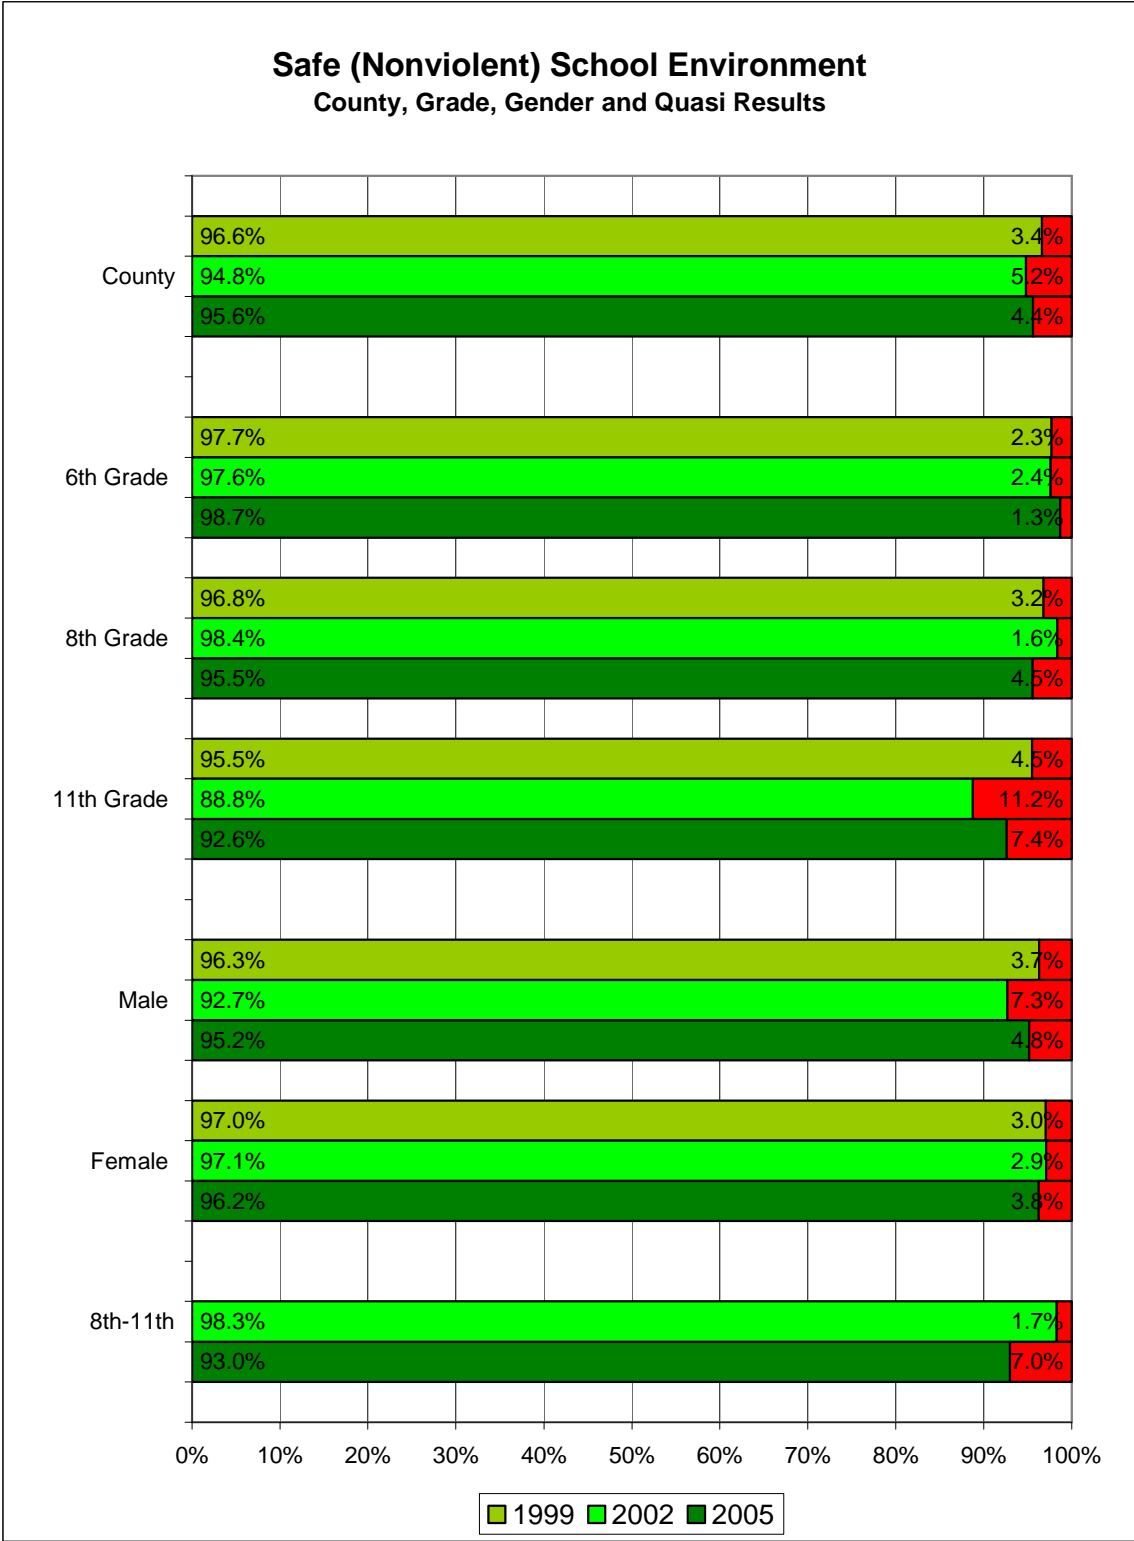 Safe (Nonviolent) School Environment
County, Grade, Gender and Quasi Results
96.6% 3.4%
County 94.8% 5.2%
95.6% 4.4%
97.7% 2.3%
6th Grade 97.6% 2.4%
98.7% 1.3%
96.8% 3.2%
8th Grade 98.4% 1.6%
95.5% 4.5%
95.5% 4.5%
11th Grade 88.8% 11.2%
92.6% 7.4%
96.3% 3.7%
Male 92.7% 7.3%
95.2% 4.8%
97.0% 3.0%
Female 97.1% 2.9%
96.2% 3.8%
8th-11th 98.3% 1.7%
93.0% 7.0%
0% 10% 20% 30% 40% 50% 60% 70% 80% 90% 100%
1999 2002 2005